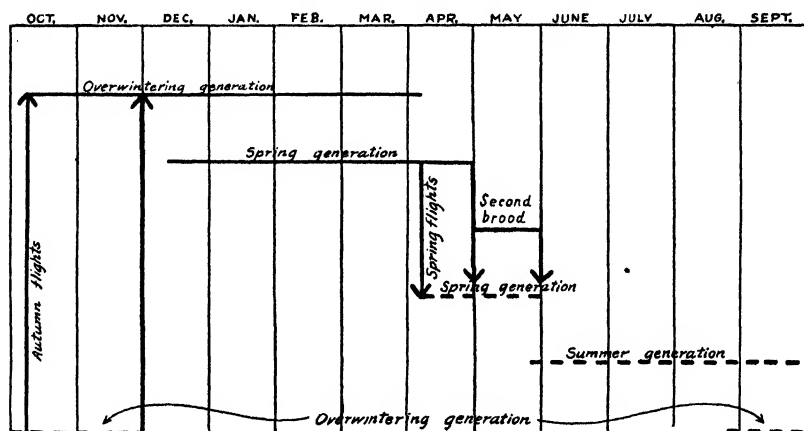 OCT. NOV. DEC. JAN. FEB. MAR. APR. MAY JUNE JULY AUG. SEPT.
Overwintering generation
Spring generation
Second
brood
Spring flights
Spring generation
Autumn flights
Summer generation
Overwintering generation